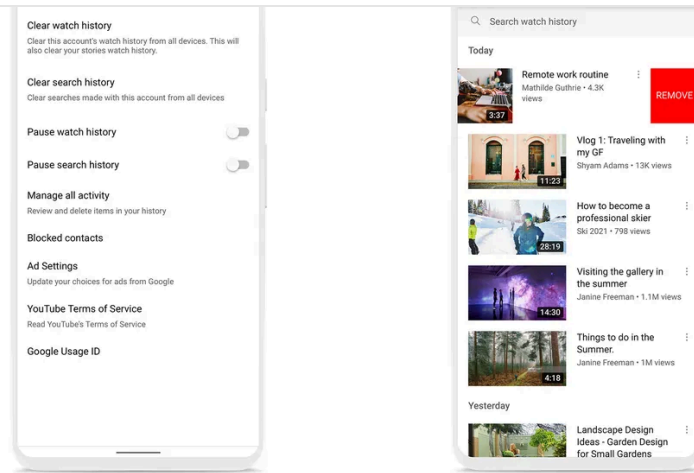 Clear watch history
Clear this account's watch history from all devices. This will
also clear your stories watch history.
Clear search history
Clear searches made with this account from all devices
Pause watch history
Pause search history
Manage all activity
Review and delete items in your history
Blocked contacts
Ad Settings
Update your choices for ads from Google
YouTube Terms of Service
Read YouTube's Terms of Service
Google Usage ID
Search watch history
Today
Remote work routine
Mathilde Guthrie • 4.3K
views
3:37
REMOVE
Vlog 1: Traveling with
my GF
Shyam Adams • 13K views
11:23
How to become a
professional skier
Ski 2021 • 798 views
28:19
Visiting the gallery in
the summer
Janine Freeman • 1.1M views
14:30
Things to do in the
Summer.
Janine Freeman • 1M views
4:18
Yesterday
Landscape Design
Ideas - Garden Design
for Small Gardens